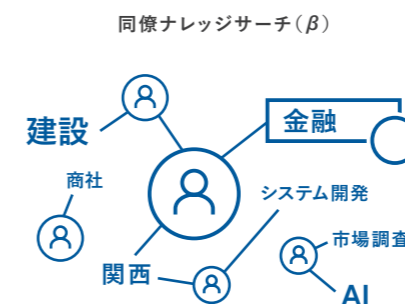 同僚ナレッジサーチ(β)
建設
金融
商社
システム開発
市場調査
関西
AI